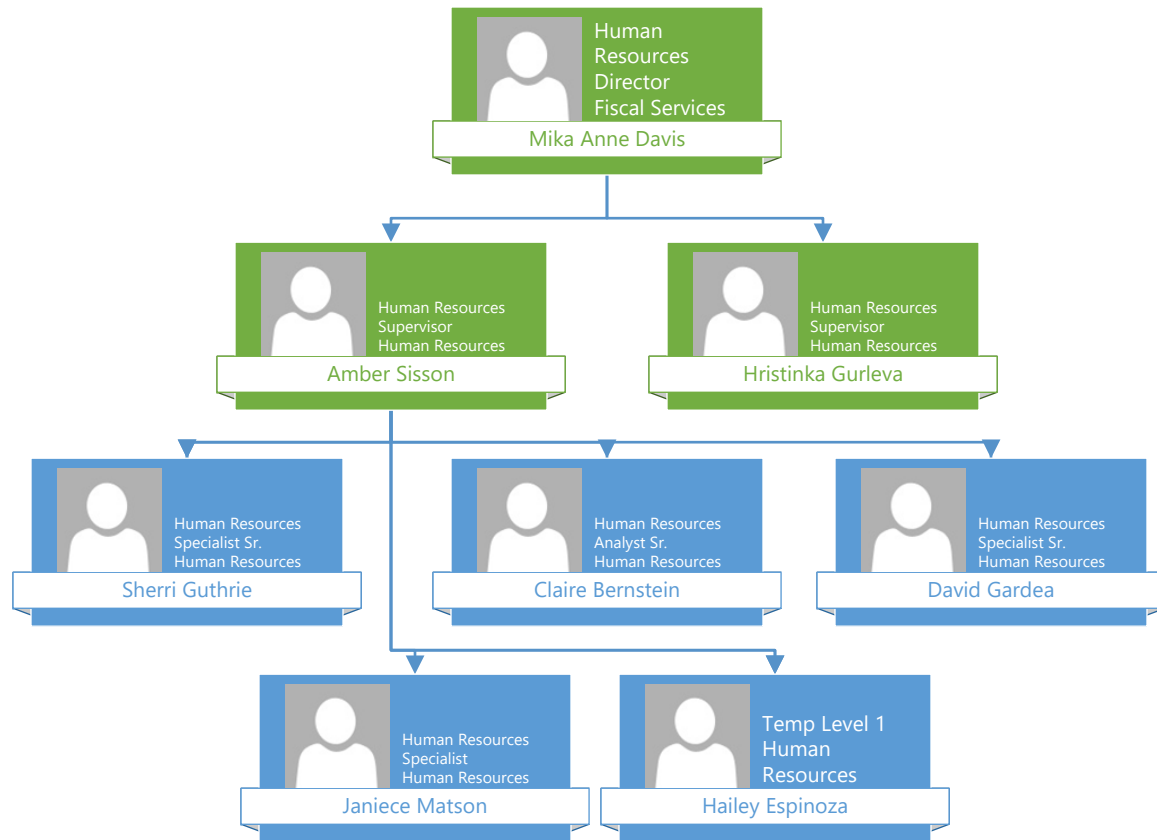 Human
Resources
Director
Fiscal Services
Mika Anne Davis
Human Resources
Supervisor
Human Resources
Amber Sisson
Human Resources
Supervisor
Human Resources
Hristinka Gurleva
Human Resources
Specialist Sr.
Human Resources
Sherri Guthrie
Human Resources
Analyst Sr.
Human Resources
Claire Bernstein
Human Resources
Specialist Sr.
Human Resources
David Gardea
Human Resources
Specialist
Human Resources
Janiece Matson
Temp Level 1
Human
Resources
Hailey Espinoza